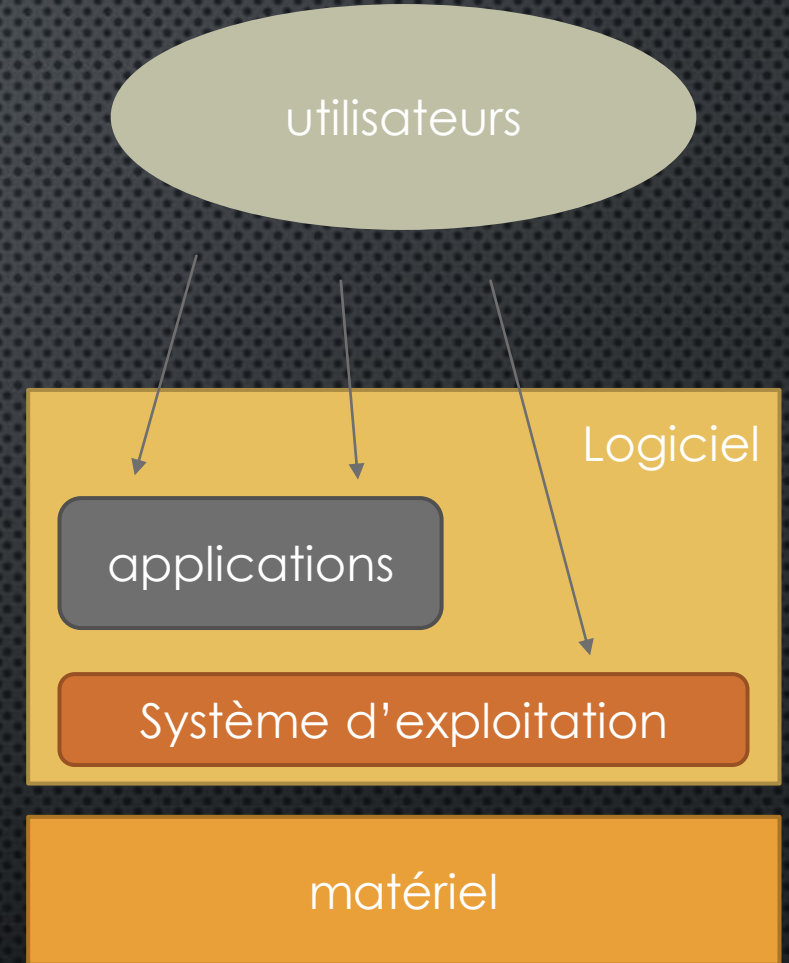 utilisateurs
Logiciel
applications
Système d’exploitation
matériel